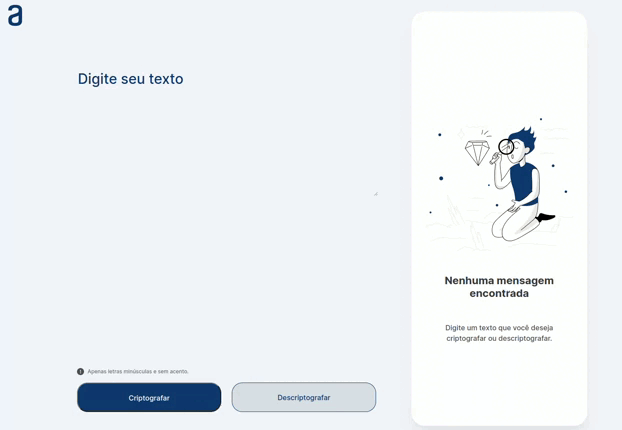 a
Digite seu texto
Nenhuma mensagem
encontrada
Digite um texto que você deseja
criptografar ou descriptografar.
Apenas letras minúsculas e sem acento.
Criptografar
Descriptografar